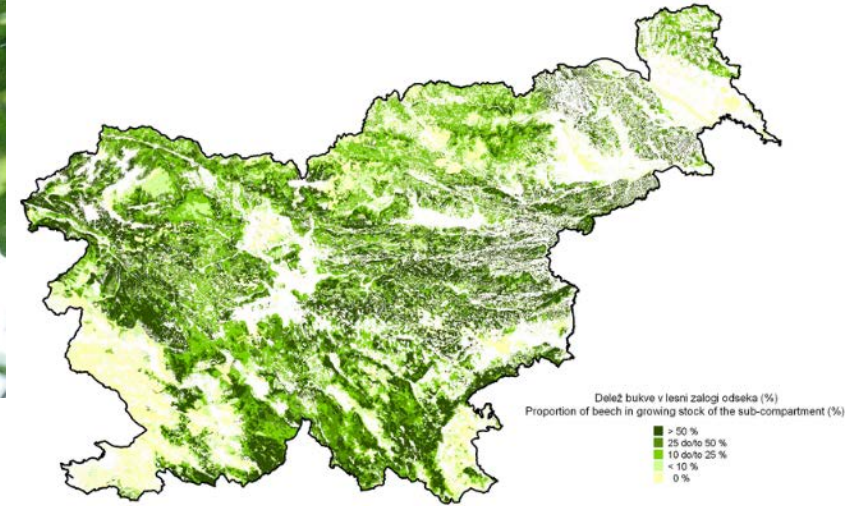 Delež bukve v lesni zalogi odseka (%)
Proportion of beech in growing stock of the sub-compartment (%)
> 50 %
25 do/to 50 %
10 do/to 25 %
< 10 %
0 %